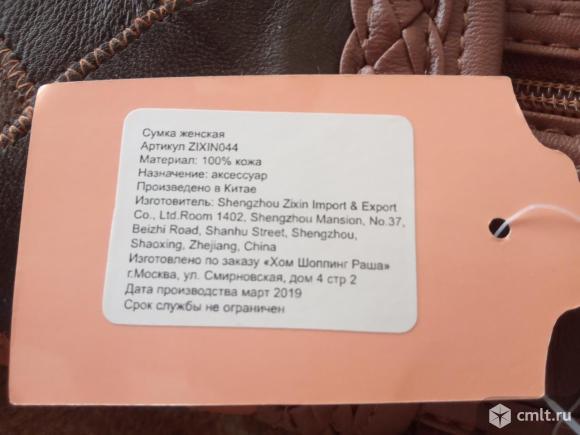 Сумка женская
Артикул ZIXIN044
Материал: 100% кожа
Назначение: аксессуар
Произведено в Китае
Изготовитель: Shengzhou Zixin Import & Export
Co., Ltd.Room 1402, Shengzhou Mansion, No.37,
Beizhi Road, Shanhu Street, Shengzhou,
Shaoxing, Zhejiang, China
Изготовлено по заказу «Хом Шоппинг Раша»
г.Москва, ул. Смирновская, дом 4 стр 2
Дата производства март 2019
Срок службы не ограничен
cmlt.ru